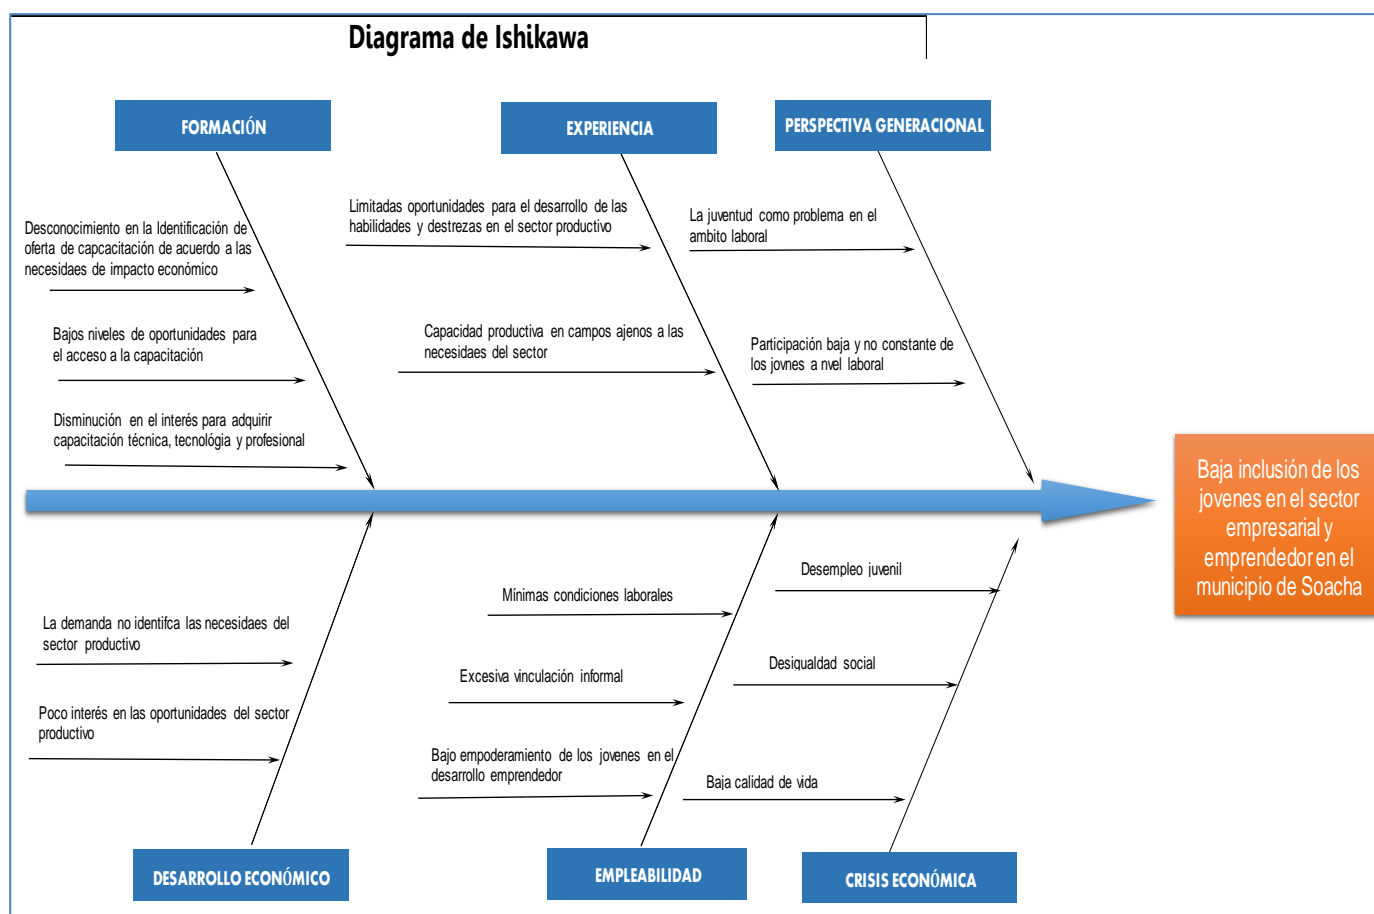 Diagrama de Ishikawa
FORMACIÓN
EXPERIENCIA
PERSPECTIVA GENERACIONAL
Desconocimiento en la Identificación de
oferta de capcacitación de acuerdo a las
necesidaes de impacto económico
Bajos niveles de oportunidades para
el acceso a la capacitación
Disminución en el interés para adquirir
capacitación técnica, tecnológia y profesional
Limitadas oportunidades para el desarrollo de las
habilidades y destrezas en el sector productivo
Capacidad productiva en campos ajenos a las
necesidaes del sector
La juventud como problema en el
ambito laboral
Participación baja y no constante de
los jovnes a nvel laboral
Baja inclusión de los
jovenes en el sector
empresarial y
emprendedor en el
municipio de Soacha
La demanda no identifca las necesidaes del
sector productivo
Poco interés en las oportunidades del sector
productivo
Mínimas condiciones laborales
Excesiva vinculación informal
Bajo empoderamiento de los jovenes en el
desarrollo emprendedor
Desempleo juvenil
Desigualdad social
Baja calidad de vida
DESARROLLO ECONÓMICO
EMPLEABILIDAD
CRISIS ECONÓMICA